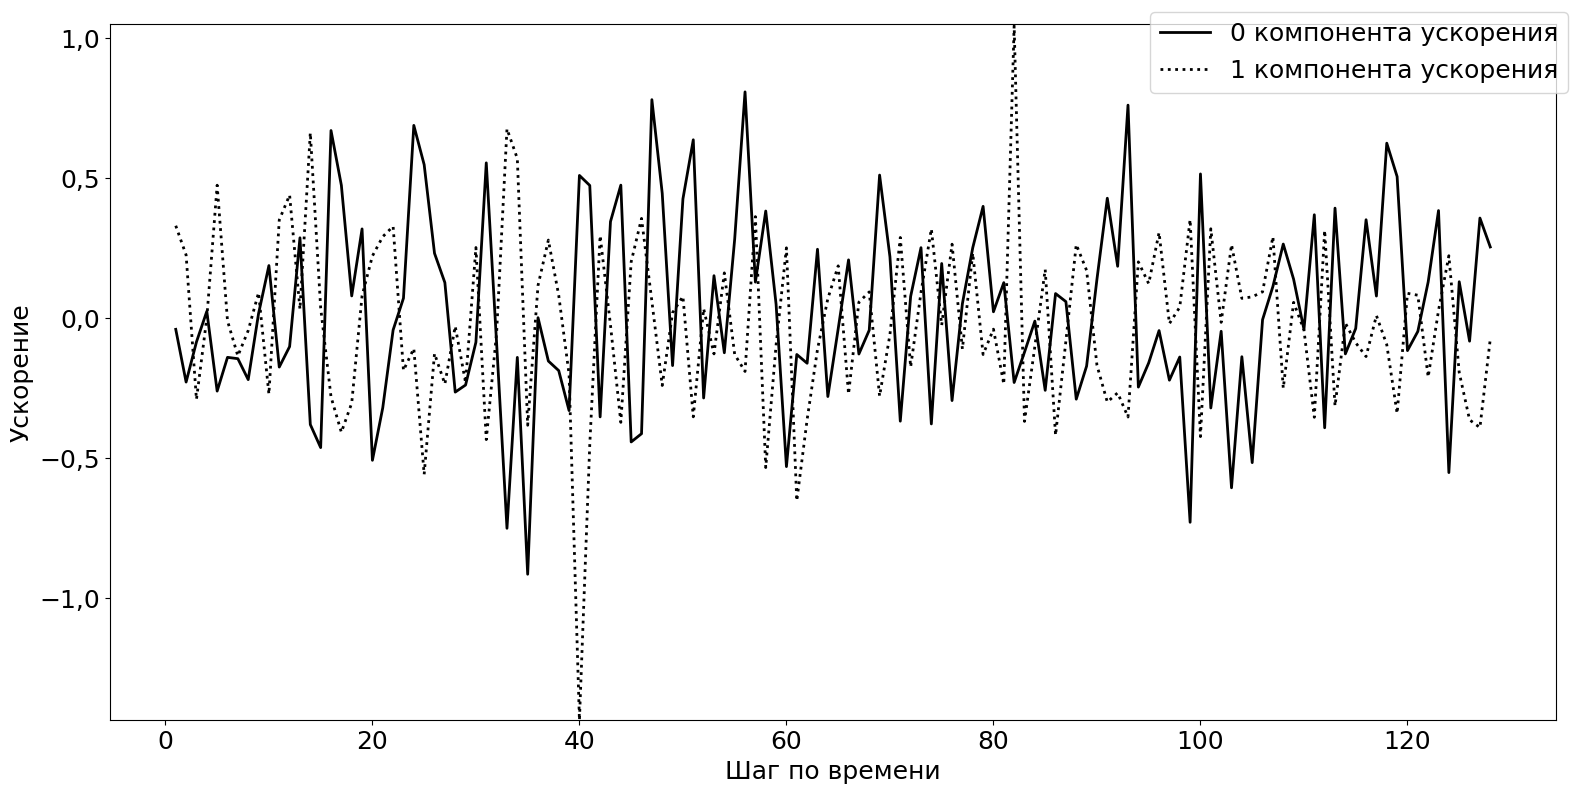 0 компонента ускорения
1 компонента ускорения
1,0
0,5
0,0
−0,5
−1,0
Ускорение
0 20 40 60 80 100 120
Шаг по времени